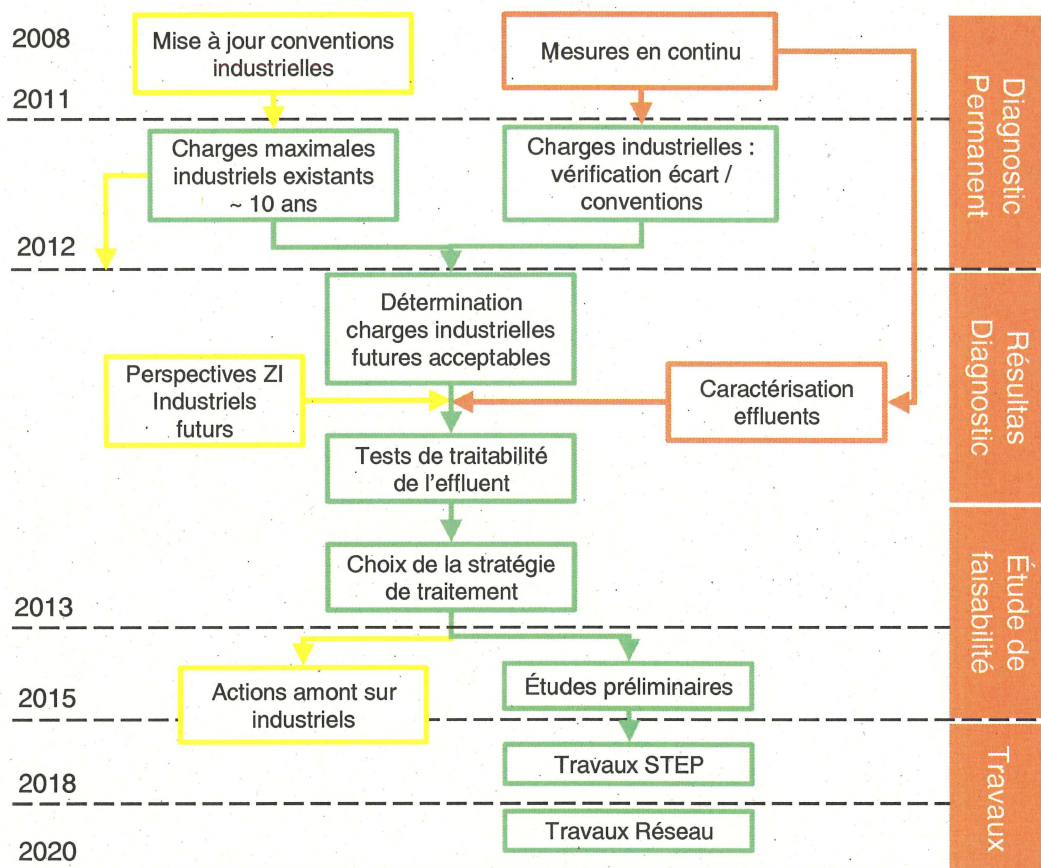 2008
Mise à jour conventions
industrielles
Mesures en continu
2011
Diagnostic
Permanent
Charges maximales
industriels existants
~ 10 ans
Charges industrielles :
vérification écart /
conventions
2012
Détermination
charges industrielles
futures acceptables
Perspectives ZI
Industriels
futurs
Caractérisation
effluents
Résultas
Diagnostic
Tests de traitabilité
de l'effluent
Choix de la stratégie
de traitement
2013
Étude de
faisabilité
Actions amont sur
industriels
Études préliminaires
2015
Travaux STEP
2018
Travaux
Travaux Réseau
2020